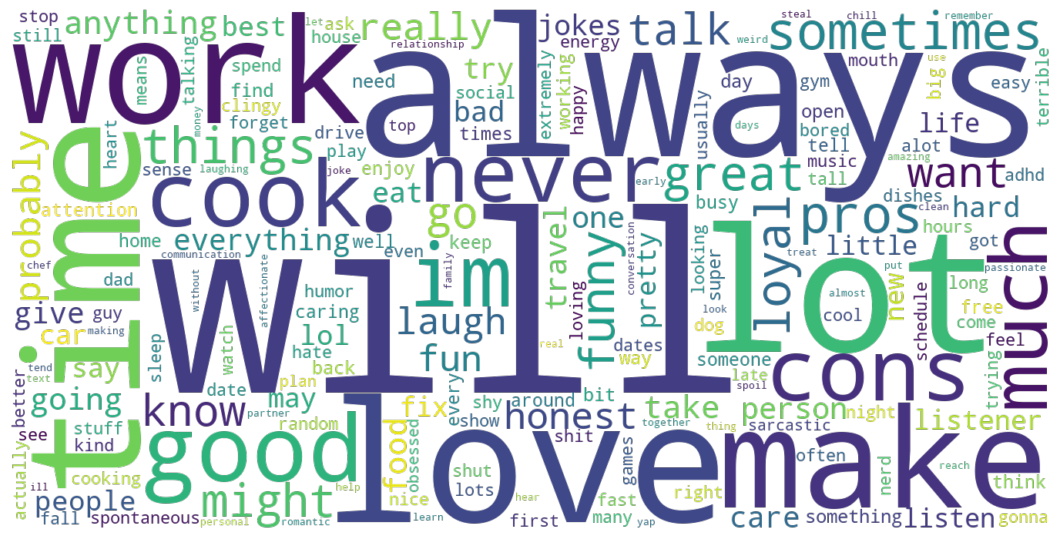 stop
anything
best
let
ask
really
jokes
talk
steal
chill
remember
still
house
relationship
energy
weird
sometimes
work
always
means
talking
spend
need
try
extremely
working
happy
day
mouth
gym
easy
big
use
terrible
find
clingy
social
bad
usually
open
life
forget
money
drive
top
times
days
bored
tell
alot
time
heart
things
play
never
great
music
amazing
want
adhd
sense
laughing
joke
enjoy
early
tall
probably
attention
cook
eat
go
one
busy
dishes
clean
pros
hard
home
everything
well
even
keep
travel
funny
pretty
looking
loyal
little
hours
chef
communication
will
im
conversation
super
lot
treat
got
put
passionate
dad
without
affectionate
humor
family
loving
look
almost
cool
schedule
new
long
free
much
give
guy
making
car
caring
laugh
dog
come
say
sleep
watch
lol
hate
fun
real
dates
way
someone
cons
feel
trying
tend
text
date
plan
back
bit
late
spoil
going
better
see
stuff
kind
know
partner
may
random
love
fix
every
shy
show
around
honest
together
take
thing
person
sarcastic
night
listener
actually
cooking
good
food
obsessed
shit
games
make
often
nerd
reach
think
ill
people
might
help
nice
shut
lots
hear
fast
right
fall
spontaneous
personal
romantic
learn
first
many
yap
care
something
listen
gonna